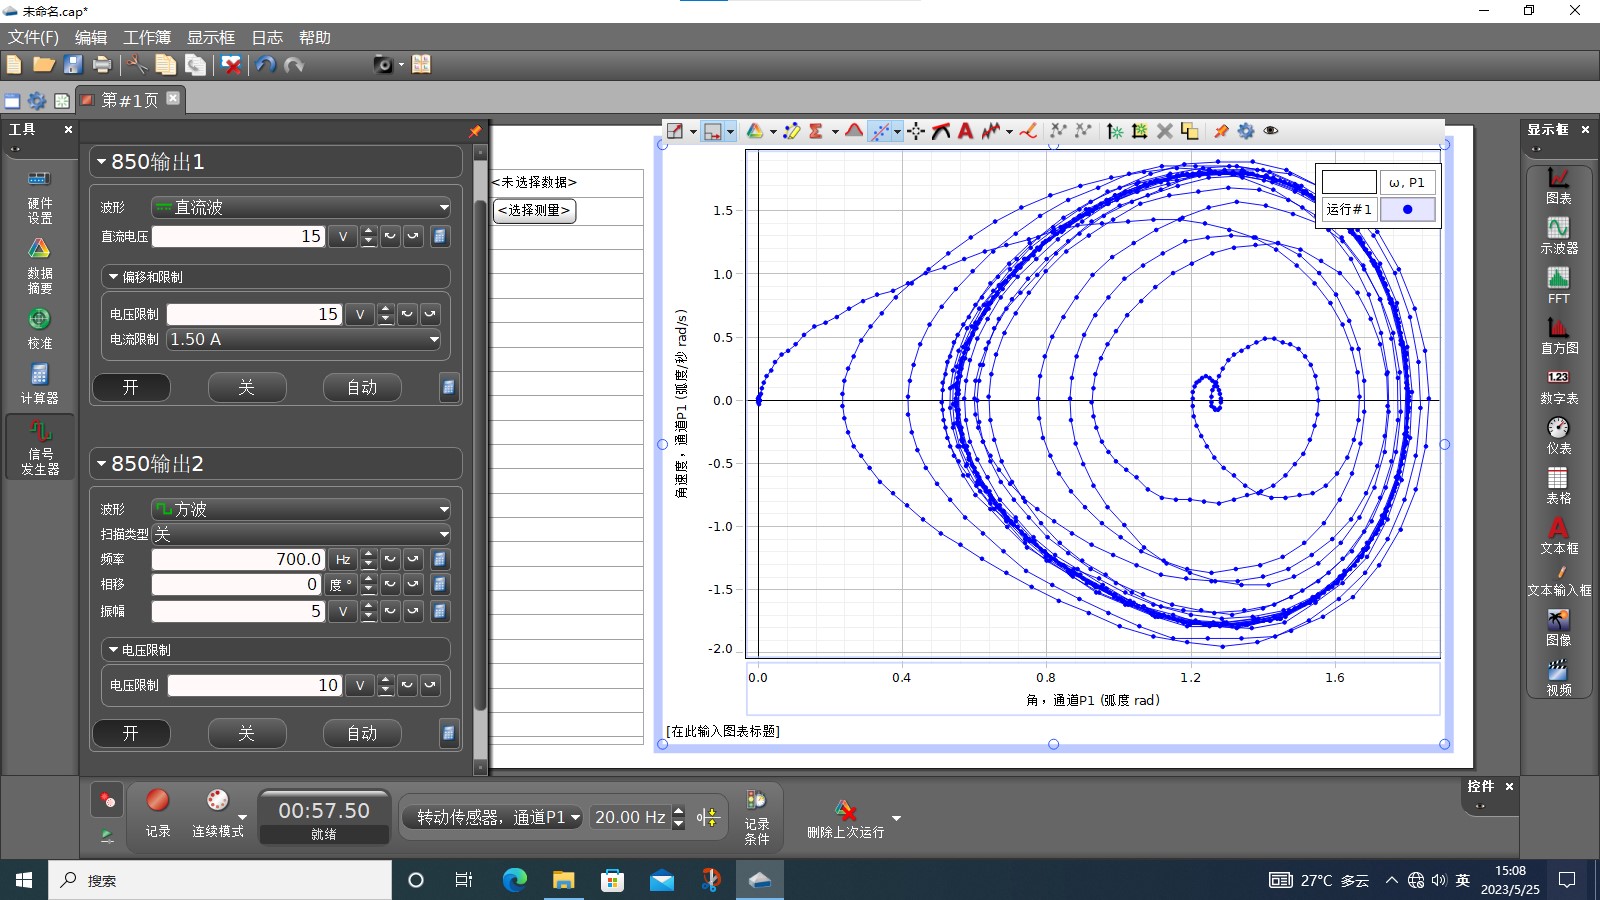 未命名.cap*
文件(F) 编辑 工作簿 显示框 日志 帮助
第#1页
工具
硬件
设置
数据
摘要
校准
计算器
信号
发生器
850输出1
波形 直流波
直流电压 15 V
偏移和限制
电压限制 15 V
电流限制 1.50 A
开 关 自动
850输出2
波形 方波
扫描类型 关
频率 700.0 Hz
相移 0 度 °
振幅 5 V
电压限制
电压限制 10 V
开 关 自动
<未选择数据>
<选择测量>
ω, P1
运行#1
1.5
1.0
0.5
0.0
-0.5
-1.0
-1.5
-2.0
角速度，通道P1 (弧度/秒 rad/s)
0.0 0.4 0.8 1.2 1.6
角，通道P1 (弧度 rad)
[在此输入图表标题]
显示框
图表
示波器
FFT
直方图
1.23
数字表
仪表
表格
A
文本框
文本输入框
图像
视频
控件
记录
连续模式
00:57.50
就绪
转动传感器，通道P1
20.00 Hz
记录
条件
删除上次运行
搜索
27°C 多云
英
15:08
2023/5/25